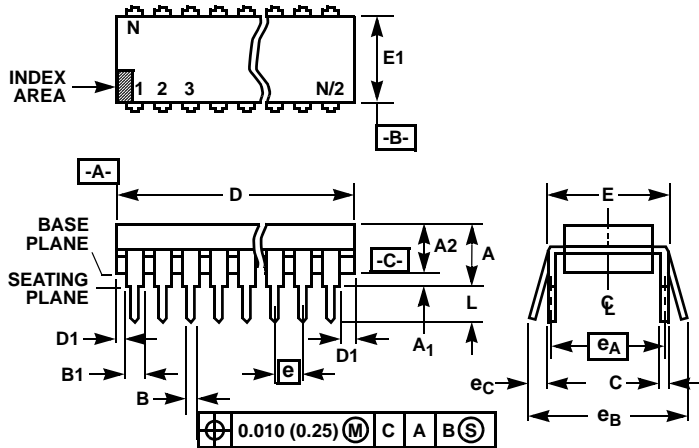 N
E1
INDEX
AREA
1 2 3 N/2
-B-
-A-
D
E
BASE
PLANE
A2 A
-C-
SEATING
PLANE
L
℄
D1
A1
D1
eA
B1
e
eC
C
B
eB
⌖ 0.010 (0.25) Ⓜ C A B Ⓢ